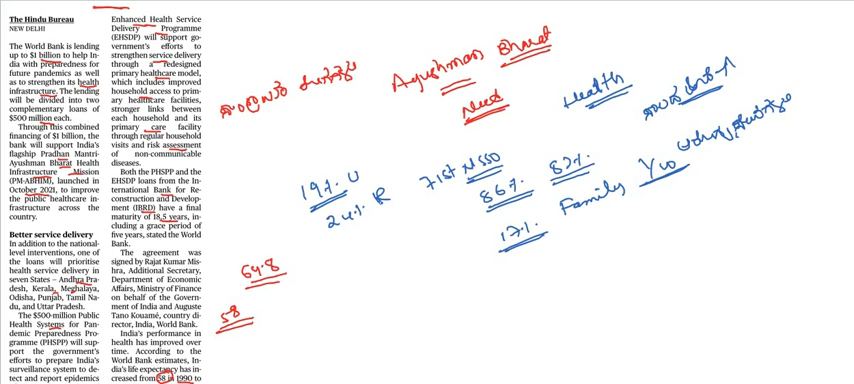 The Hindu Bureau
NEW DELHI
The World Bank is lending
up to $1 billion to help In-
dia with preparedness for
future pandemics as well
as to strengthen its health
infrastructure. The lending
will be divided into two
complementary loans of
$500 million each.
Through this combined
financing of $1 billion, the
bank will support India's
flagship Pradhan Mantri-
Ayushman Bharat Health
Infrastructure Mission
(PM-ABHIM), launched in
October 2021, to improve
the public healthcare in-
frastructure across the
country.
Better service delivery
In addition to the national-
level interventions, one of
the loans will prioritise
health service delivery in
seven States – Andhra Pra-
desh, Kerala, Meghalaya,
Odisha, Punjab, Tamil Na-
du, and Uttar Pradesh.
The $500-million Public
Health Systems for Pan-
demic Preparedness Pro-
gramme (PHSPP) will sup-
port the government's
efforts to prepare India's
surveillance system to de-
tect and report epidemics
Enhanced Health Service
Delivery Programme
(EHSDP) will support go-
vernment's efforts to
strengthen service delivery
through a redesigned
primary healthcare model,
which includes improved
household access to prim-
ary healthcare facilities,
stronger links between
each household and its
primary care facility
through regular household
visits and risk assessment
of non-communicable
diseases.
Both the PHSPP and the
EHSDP loans from the In-
ternational Bank for Re-
construction and Develop-
ment (IBRD) have a final
maturity of 18.5 years, in-
cluding a grace period of
five years, stated the World
Bank.
The agreement was
signed by Rajat Kumar Mis-
hra, Additional Secretary,
Department of Economic
Affairs, Ministry of Finance
on behalf of the Govern-
ment of India and Auguste
Tano Kouamé, country di-
rector, India, World Bank.
India's performance in
health has improved over
time. According to the
World Bank estimates, In-
dia's life expectancy has in-
creased from 58 in 1990 to
Ayushman Bharat
Need
Health
71st NSSO
19% U
24% R
86% 82%
17%
Family
Y/o
69.8
58